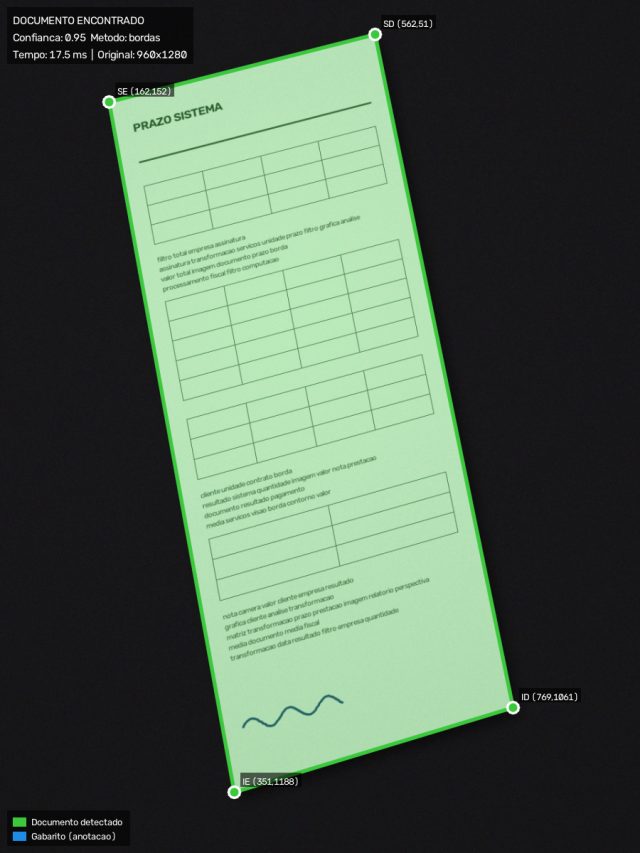 DOCUMENTO ENCONTRADO
Confianca: 0.95 Metodo: bordas
Tempo: 17.5 ms | Original: 960x1280
SD (562,51)
SE (162,152)
PRAZO SISTEMA
filtro total empresa assinatura
assinatura transformacao servicos unidade prazo filtro grafica analise
valor total imagem documento prazo borda
processamento fiscal filtro computacao
cliente unidade contrato borda
resultado sistema quantidade imagem valor nota prestacao
documento resultado pagamento
media servicos visao borda contorno valor
nota camera valor cliente empresa resultado
grafica cliente analise transformacao
matriz transformacao prazo prestacao imagem relatorio perspectiva
media documento media fiscal
transformacao data resultado filtro empresa quantidade
ID (769,1061)
IE (351,1188)
Documento detectado
Gabarito (anotacao)